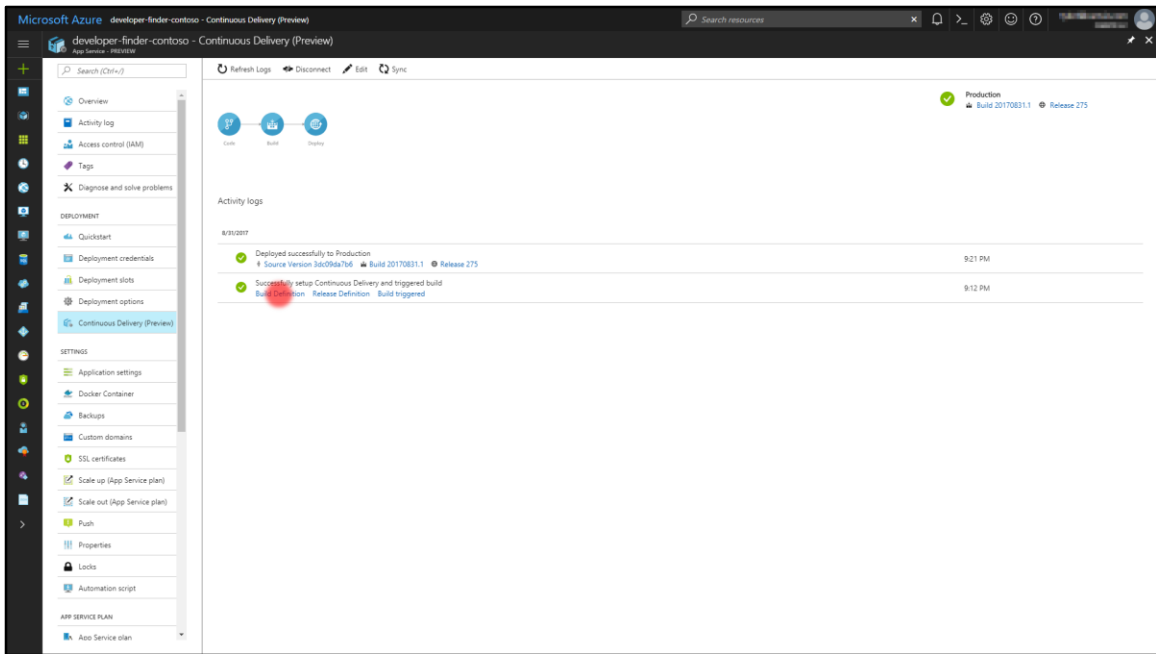 Microsoft Azure developer-finder-contoso - Continuous Delivery (Preview)
Search resources
developer-finder-contoso - Continuous Delivery (Preview)
App Service - PREVIEW
Search (Ctrl+/)
Overview
Activity log
Access control (IAM)
Tags
Diagnose and solve problems
DEPLOYMENT
Quickstart
Deployment credentials
Deployment slots
Deployment options
Continuous Delivery (Preview)
SETTINGS
Application settings
Docker Container
Backups
Custom domains
SSL certificates
Scale up (App Service plan)
Scale out (App Service plan)
Push
Properties
Locks
Automation script
APP SERVICE PLAN
App Service plan
Refresh Logs Disconnect Edit Sync
Production
Build 20170831.1 Release 275
Code Build Deploy
Activity logs
8/31/2017
Deployed successfully to Production
Source Version 3dc09da7b6 Build 20170831.1 Release 275
9:21 PM
Successfully setup Continuous Delivery and triggered build
Build Definition Release Definition Build triggered
9:12 PM